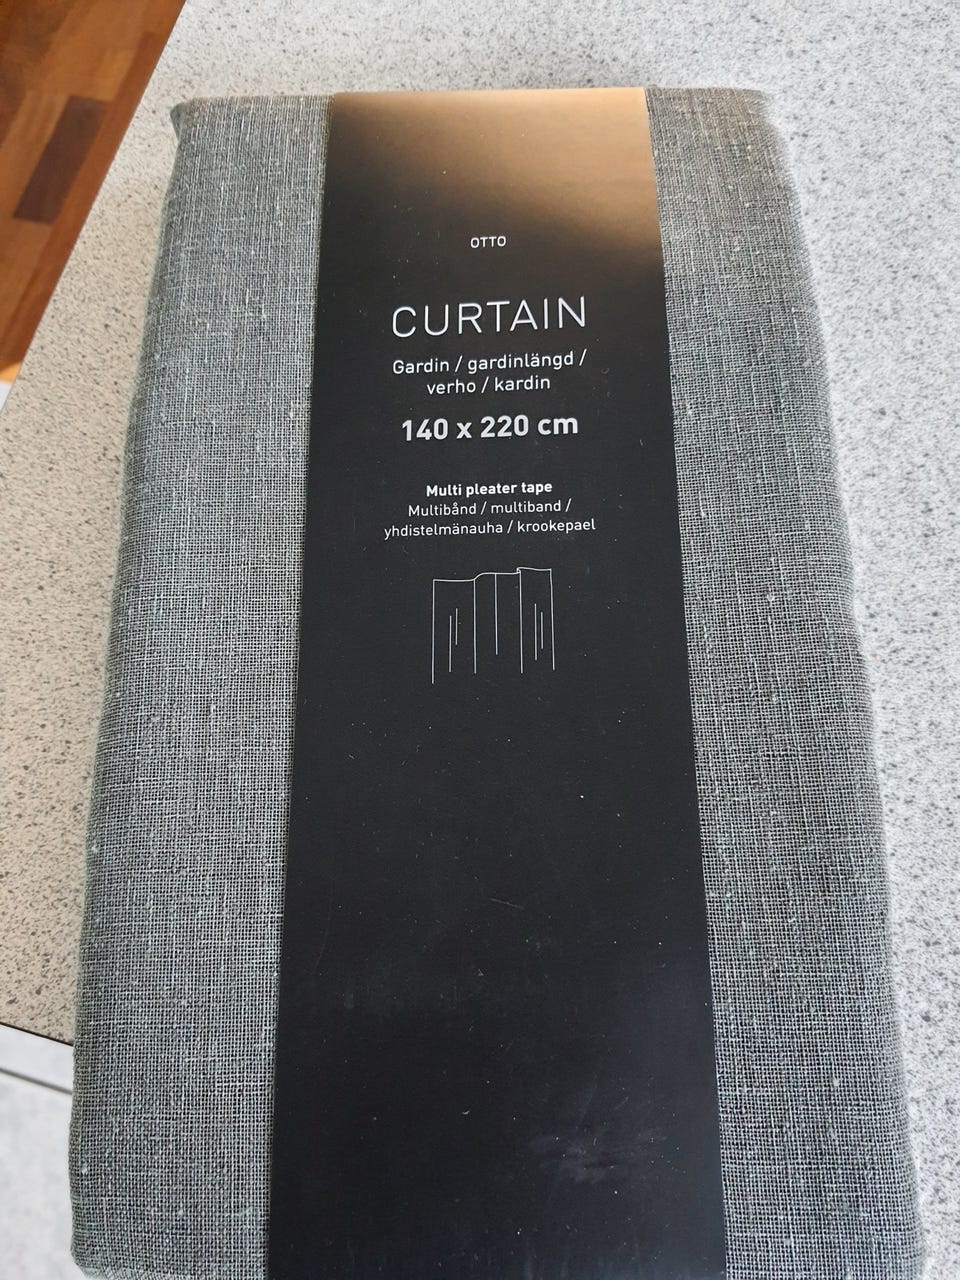 OTTO
CURTAIN
Gardin / gardinlängd /
verho / kardin
140 x 220 cm
Multi pleater tape
Multibånd / multiband /
yhdistelmänauha / krookepael